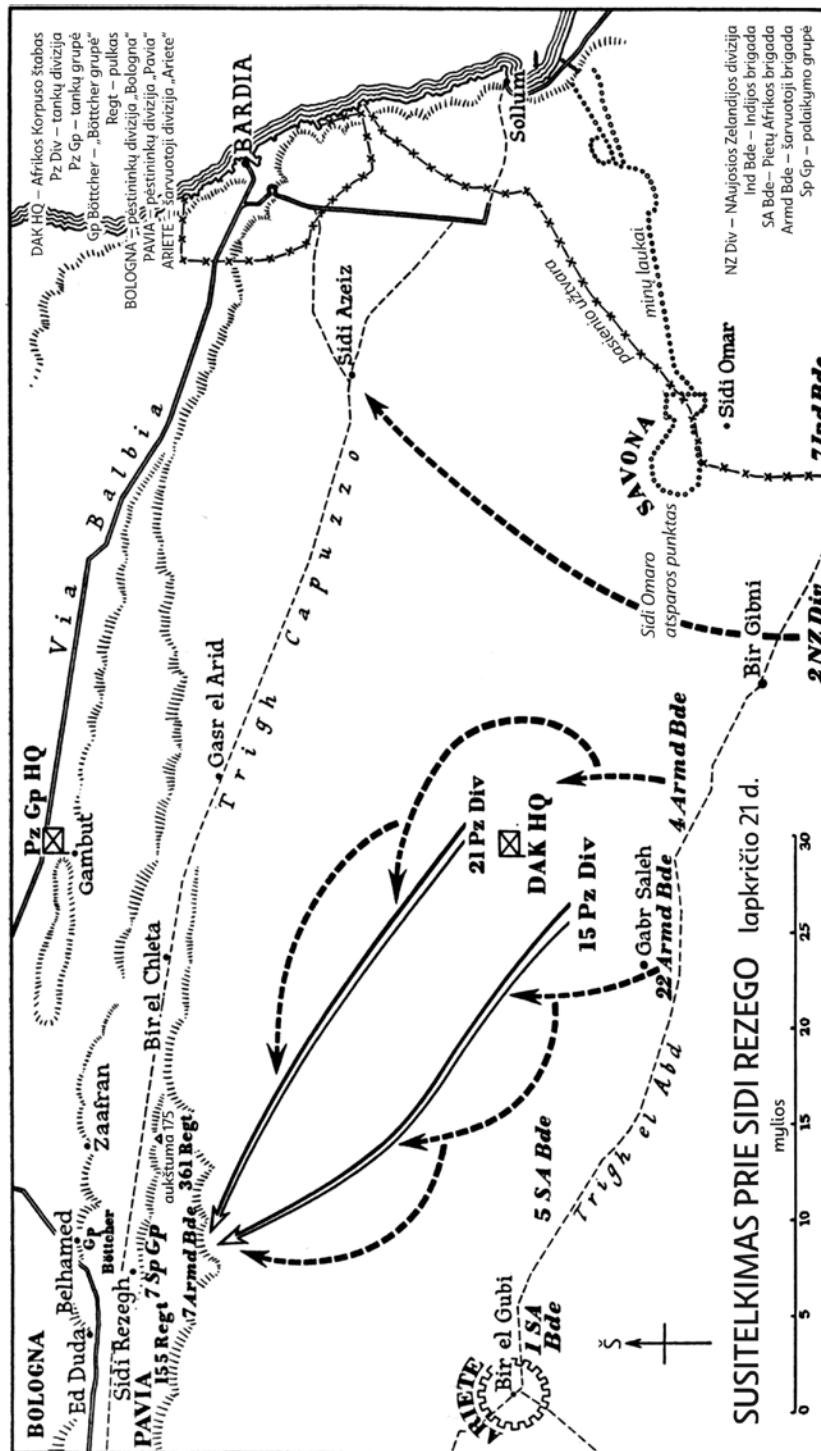 DAK HQ – Afrikos Korpuso štabas
Pz Div – tankų divizija
Pz Gp – tankų grupė
Gp Böttcher – „Böttcher grupė“
Regt – pulkas
BOLOGNA – pėstininkų divizija „Bologna“
PAVIA – pėstininkų divizija „Pavia“
ARIETE – šarvuotoji divizija „Ariete“
BOLOGNA
Ed Duda
Belhamed
Gp
Böttcher
Zaafran
Pz Gp HQ
Gambut
Via Balbia
BARDIA
Sidi Rezegh
PAVIA
155 Regt
7 Sp Gp
7 Armd Bde
aukštuma 175
361 Regt
Bir el Chleta
Gasr el Arid
Trigh Capuzzo
Sidi Azeiz
Sollum
21 Pz Div
DAK HQ
15 Pz Div
pasienio užtvara
minų laukai
ARIETE
Bir el Gubi
1 SA
Bde
5 SA Bde
Trigh el Abd
Gabr Saleh
22 Armd Bde
4 Armd Bde
Bir Gibni
2 NZ Div
Sidi Omaro
atsparos punktas
SAVONA
Sidi Omar
7 Ind Bde
NZ Div – NAujosios Zelandijos divizija
Ind Bde – Indijos brigada
SA Bde– Pietų Afrikos brigada
Armd Bde – šarvuotoji brigada
Sp Gp – palaikymo grupė
Š
SUSITELKIMAS PRIE SIDI REZEGO lapkričio 21 d.
mylios
0 5 10 15 20 25 30